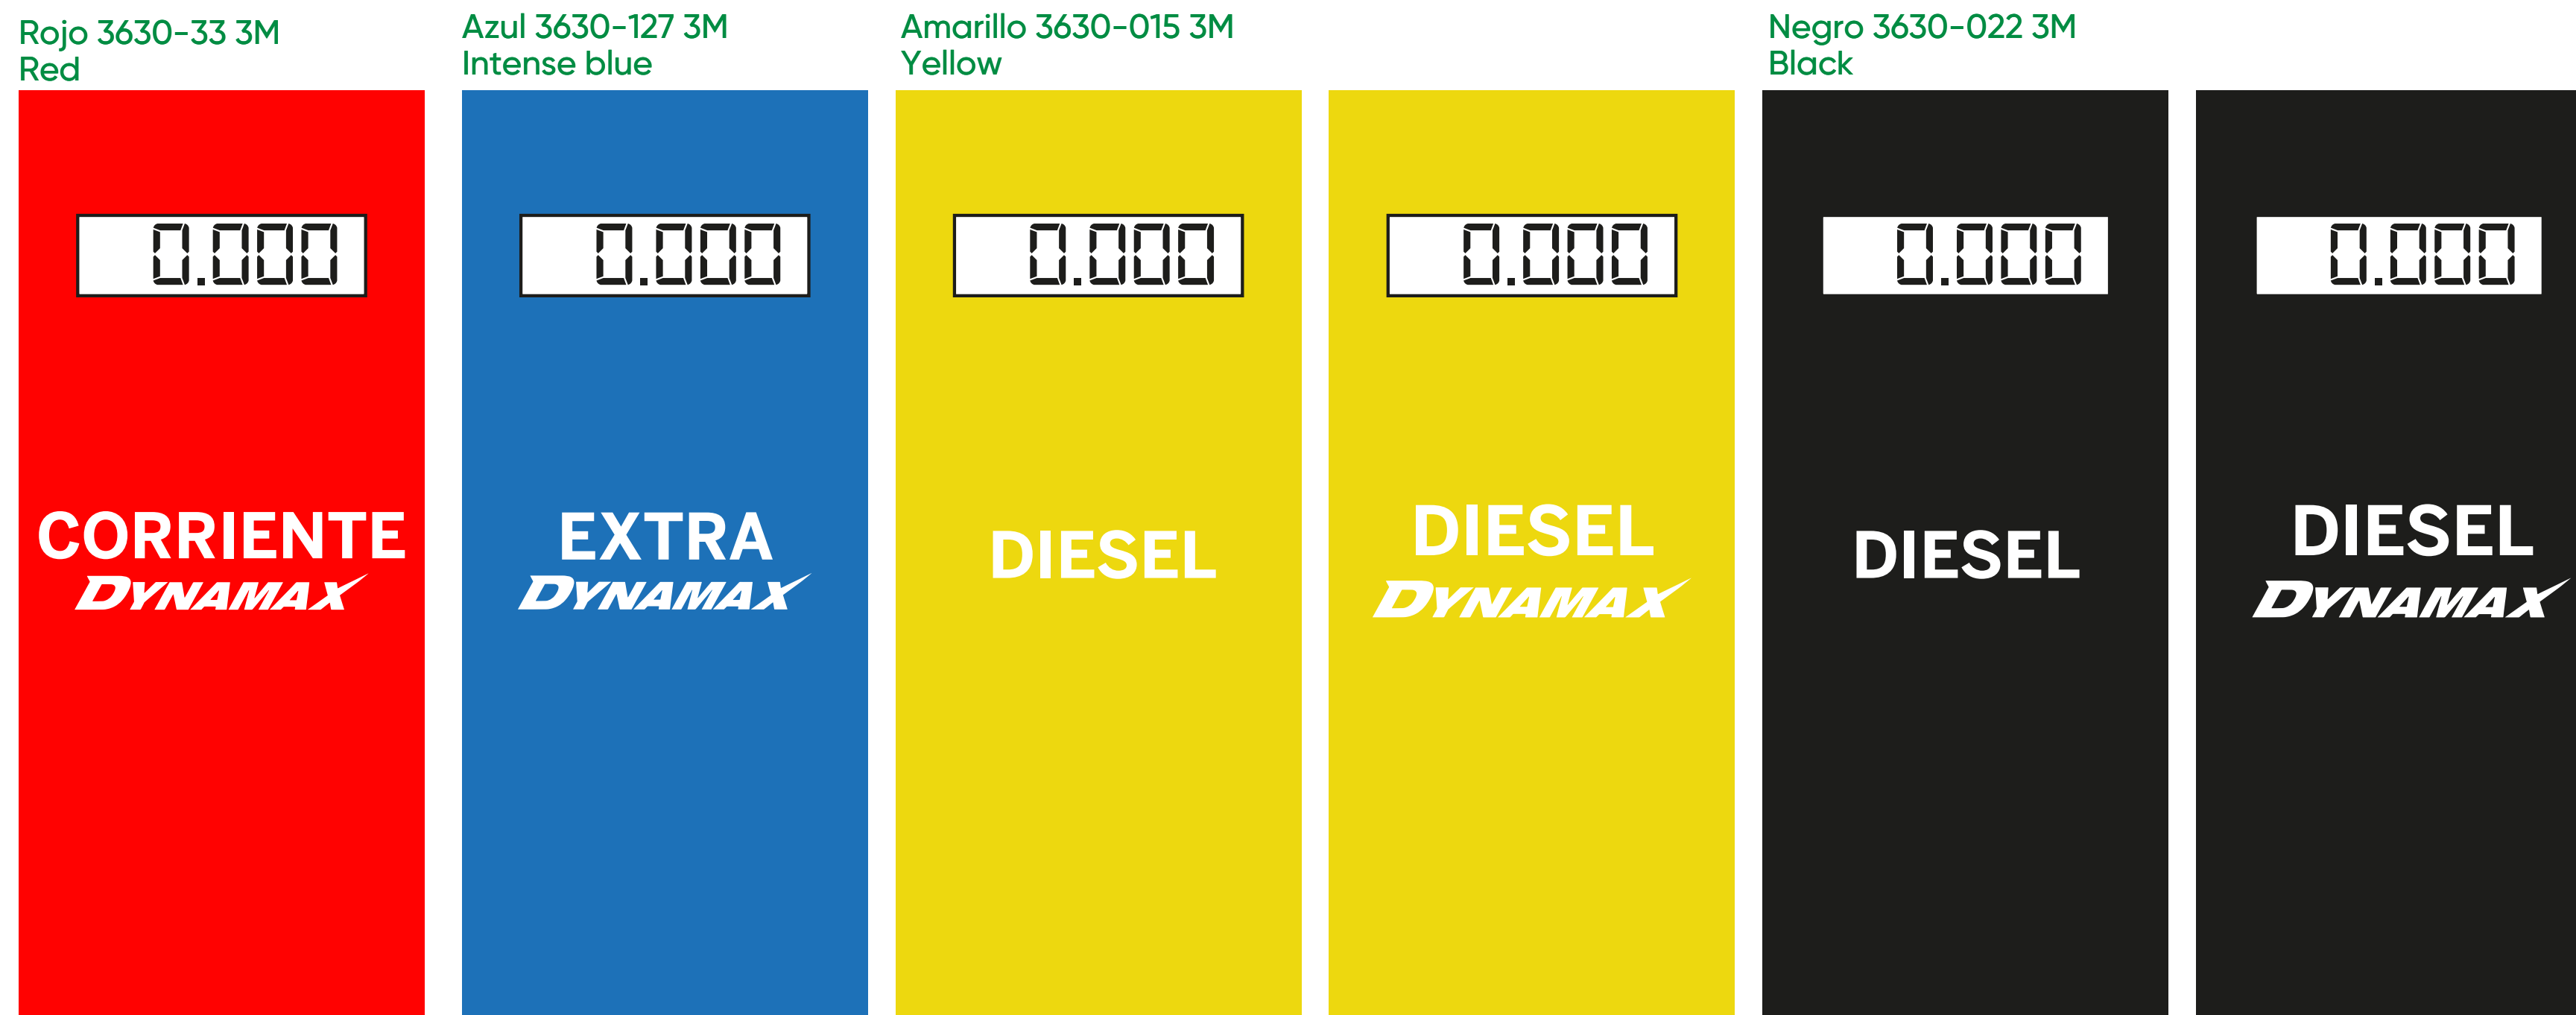 Rojo 3630-33 3M
Red
Azul 3630-127 3M
Intense blue
Amarillo 3630-015 3M
Yellow
Negro 3630-022 3M
Black
0.000
CORRIENTE
DYNAMAX
0.000
EXTRA
DYNAMAX
0.000
DIESEL
0.000
DIESEL
DYNAMAX
0.000
DIESEL
0.000
DIESEL
DYNAMAX